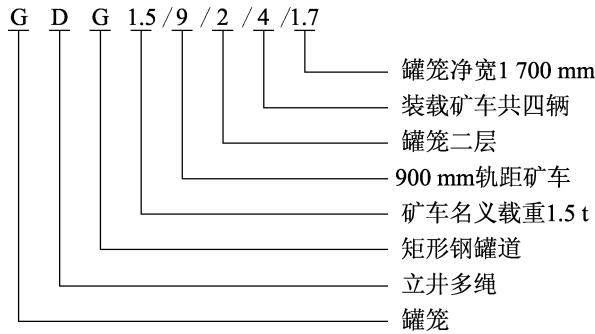 G D G 1.5/9/2/4/1.7
罐笼净宽1 700 mm
装载矿车共四辆
罐笼二层
900 mm轨距矿车
矿车名义载重1.5 t
矩形钢罐道
立井多绳
罐笼